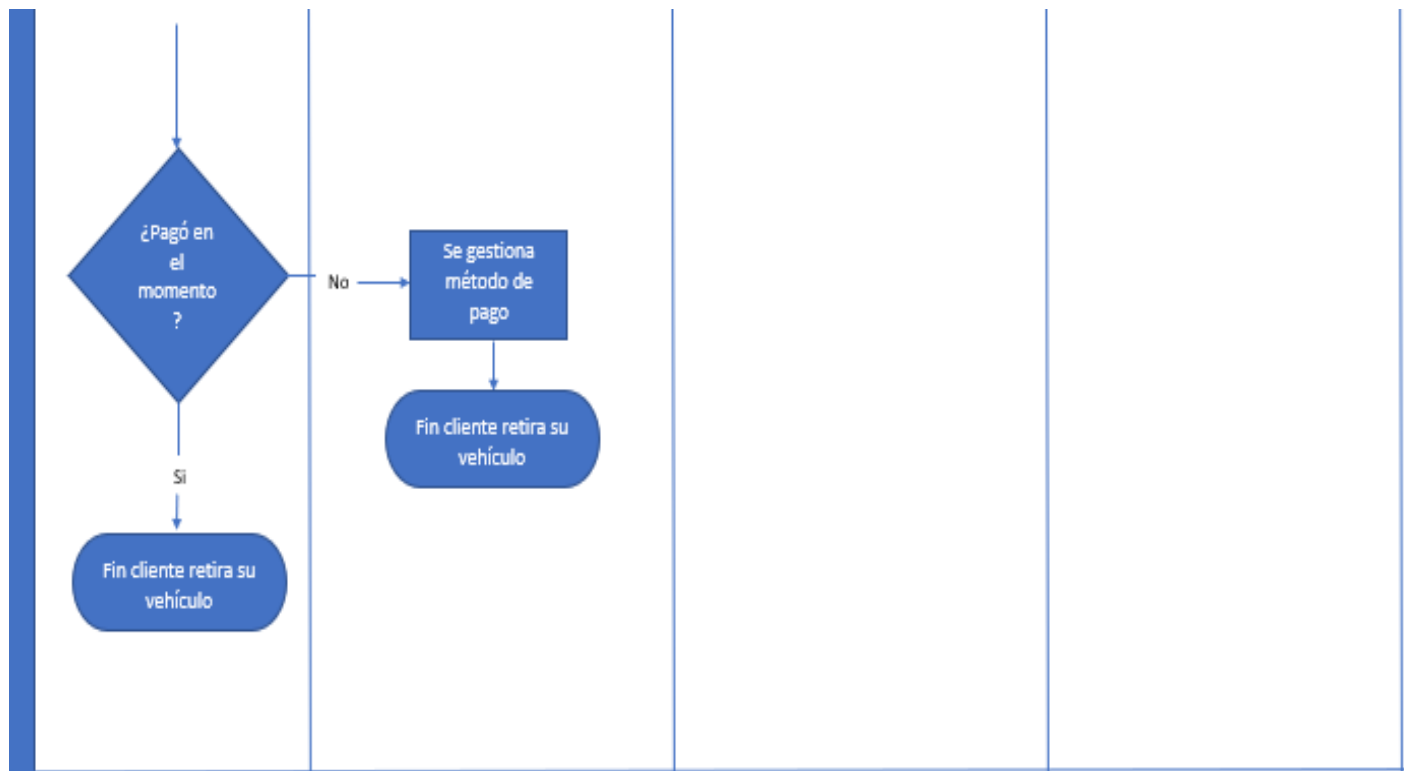 ¿Pagó en
el
momento
?
No
Se gestiona
método de
pago
Fin cliente retira su
vehículo
Si
Fin cliente retira su
vehículo